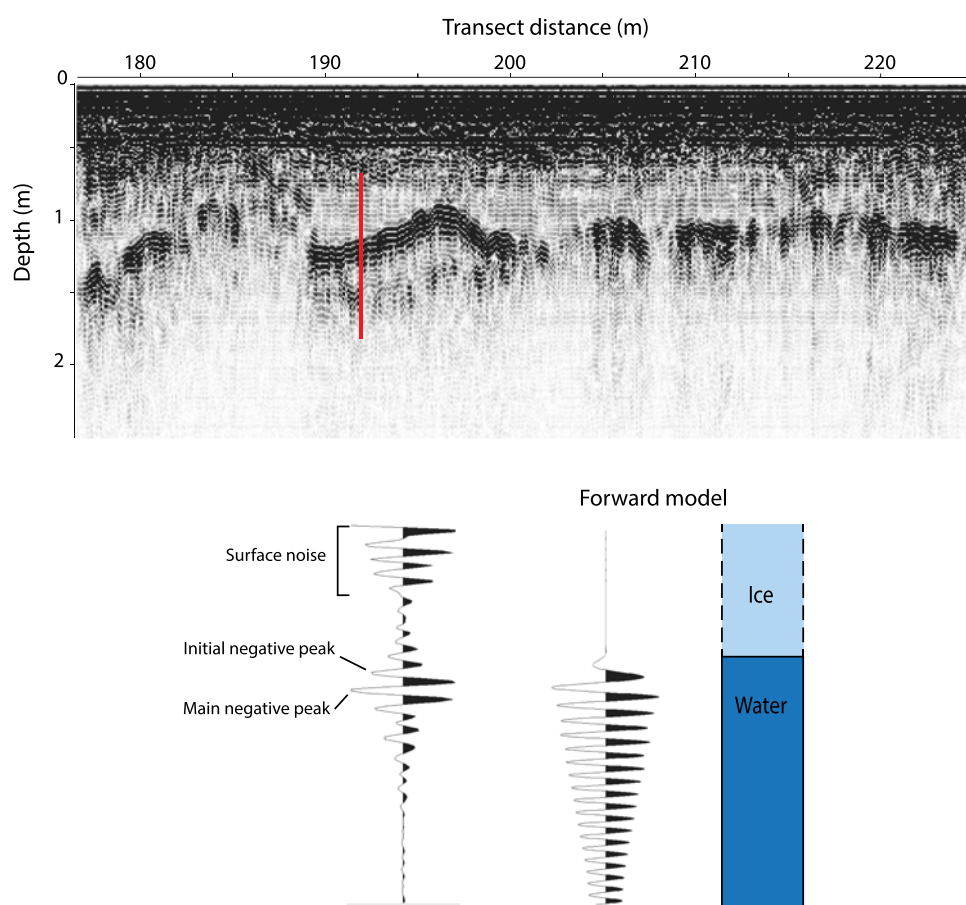 Transect distance (m)
180 190 200 210 220
0
1
2
Depth (m)
Forward model
Surface noise
Initial negative peak
Main negative peak
Ice
Water